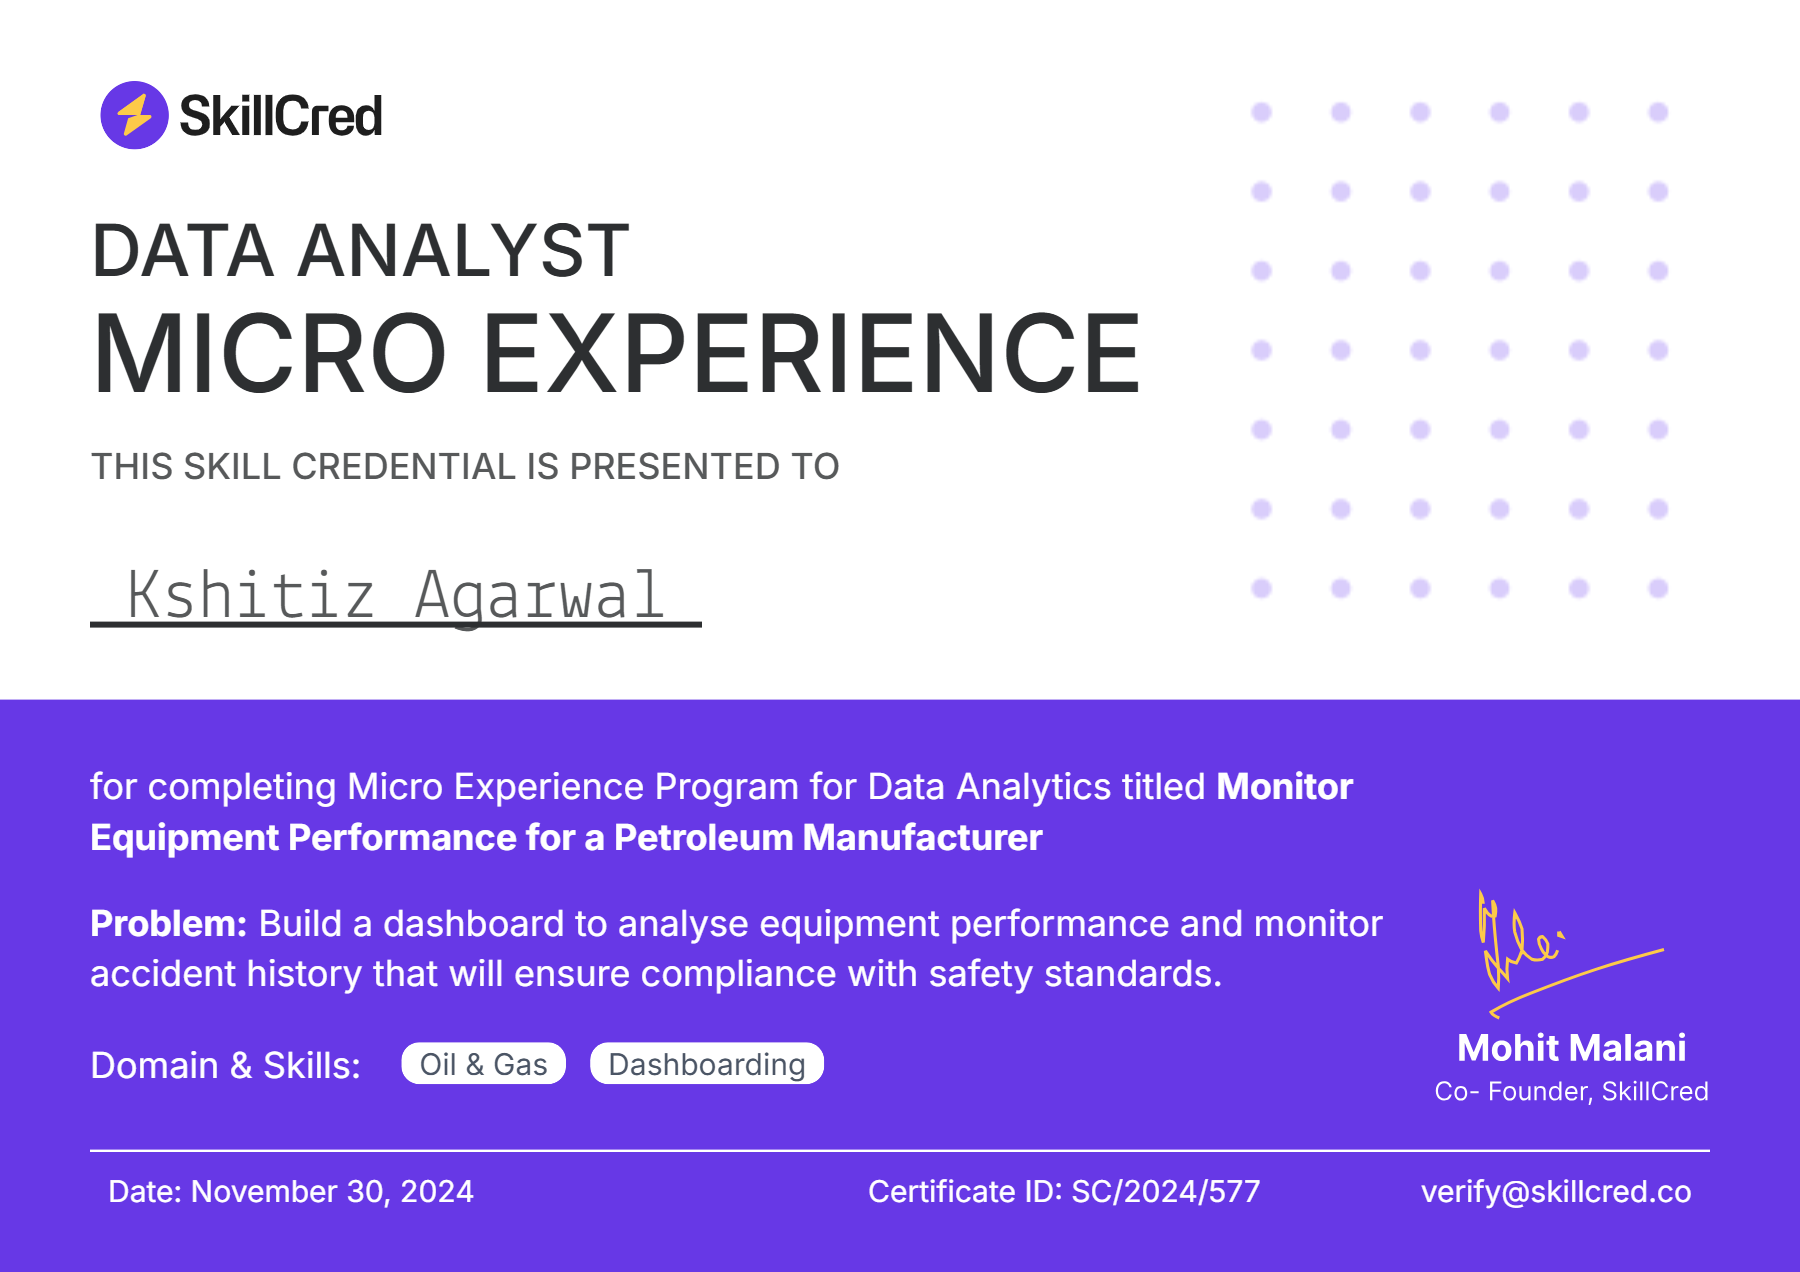 SkillCred
DATA ANALYST
MICRO EXPERIENCE
THIS SKILL CREDENTIAL IS PRESENTED TO
Kshitiz Agarwal
for completing Micro Experience Program for Data Analytics titled Monitor
Equipment Performance for a Petroleum Manufacturer
Problem: Build a dashboard to analyse equipment performance and monitor
accident history that will ensure compliance with safety standards.
Domain & Skills: Oil & Gas Dashboarding
Mohit Malani
Co- Founder, SkillCred
Date: November 30, 2024 Certificate ID: SC/2024/577 verify@skillcred.co